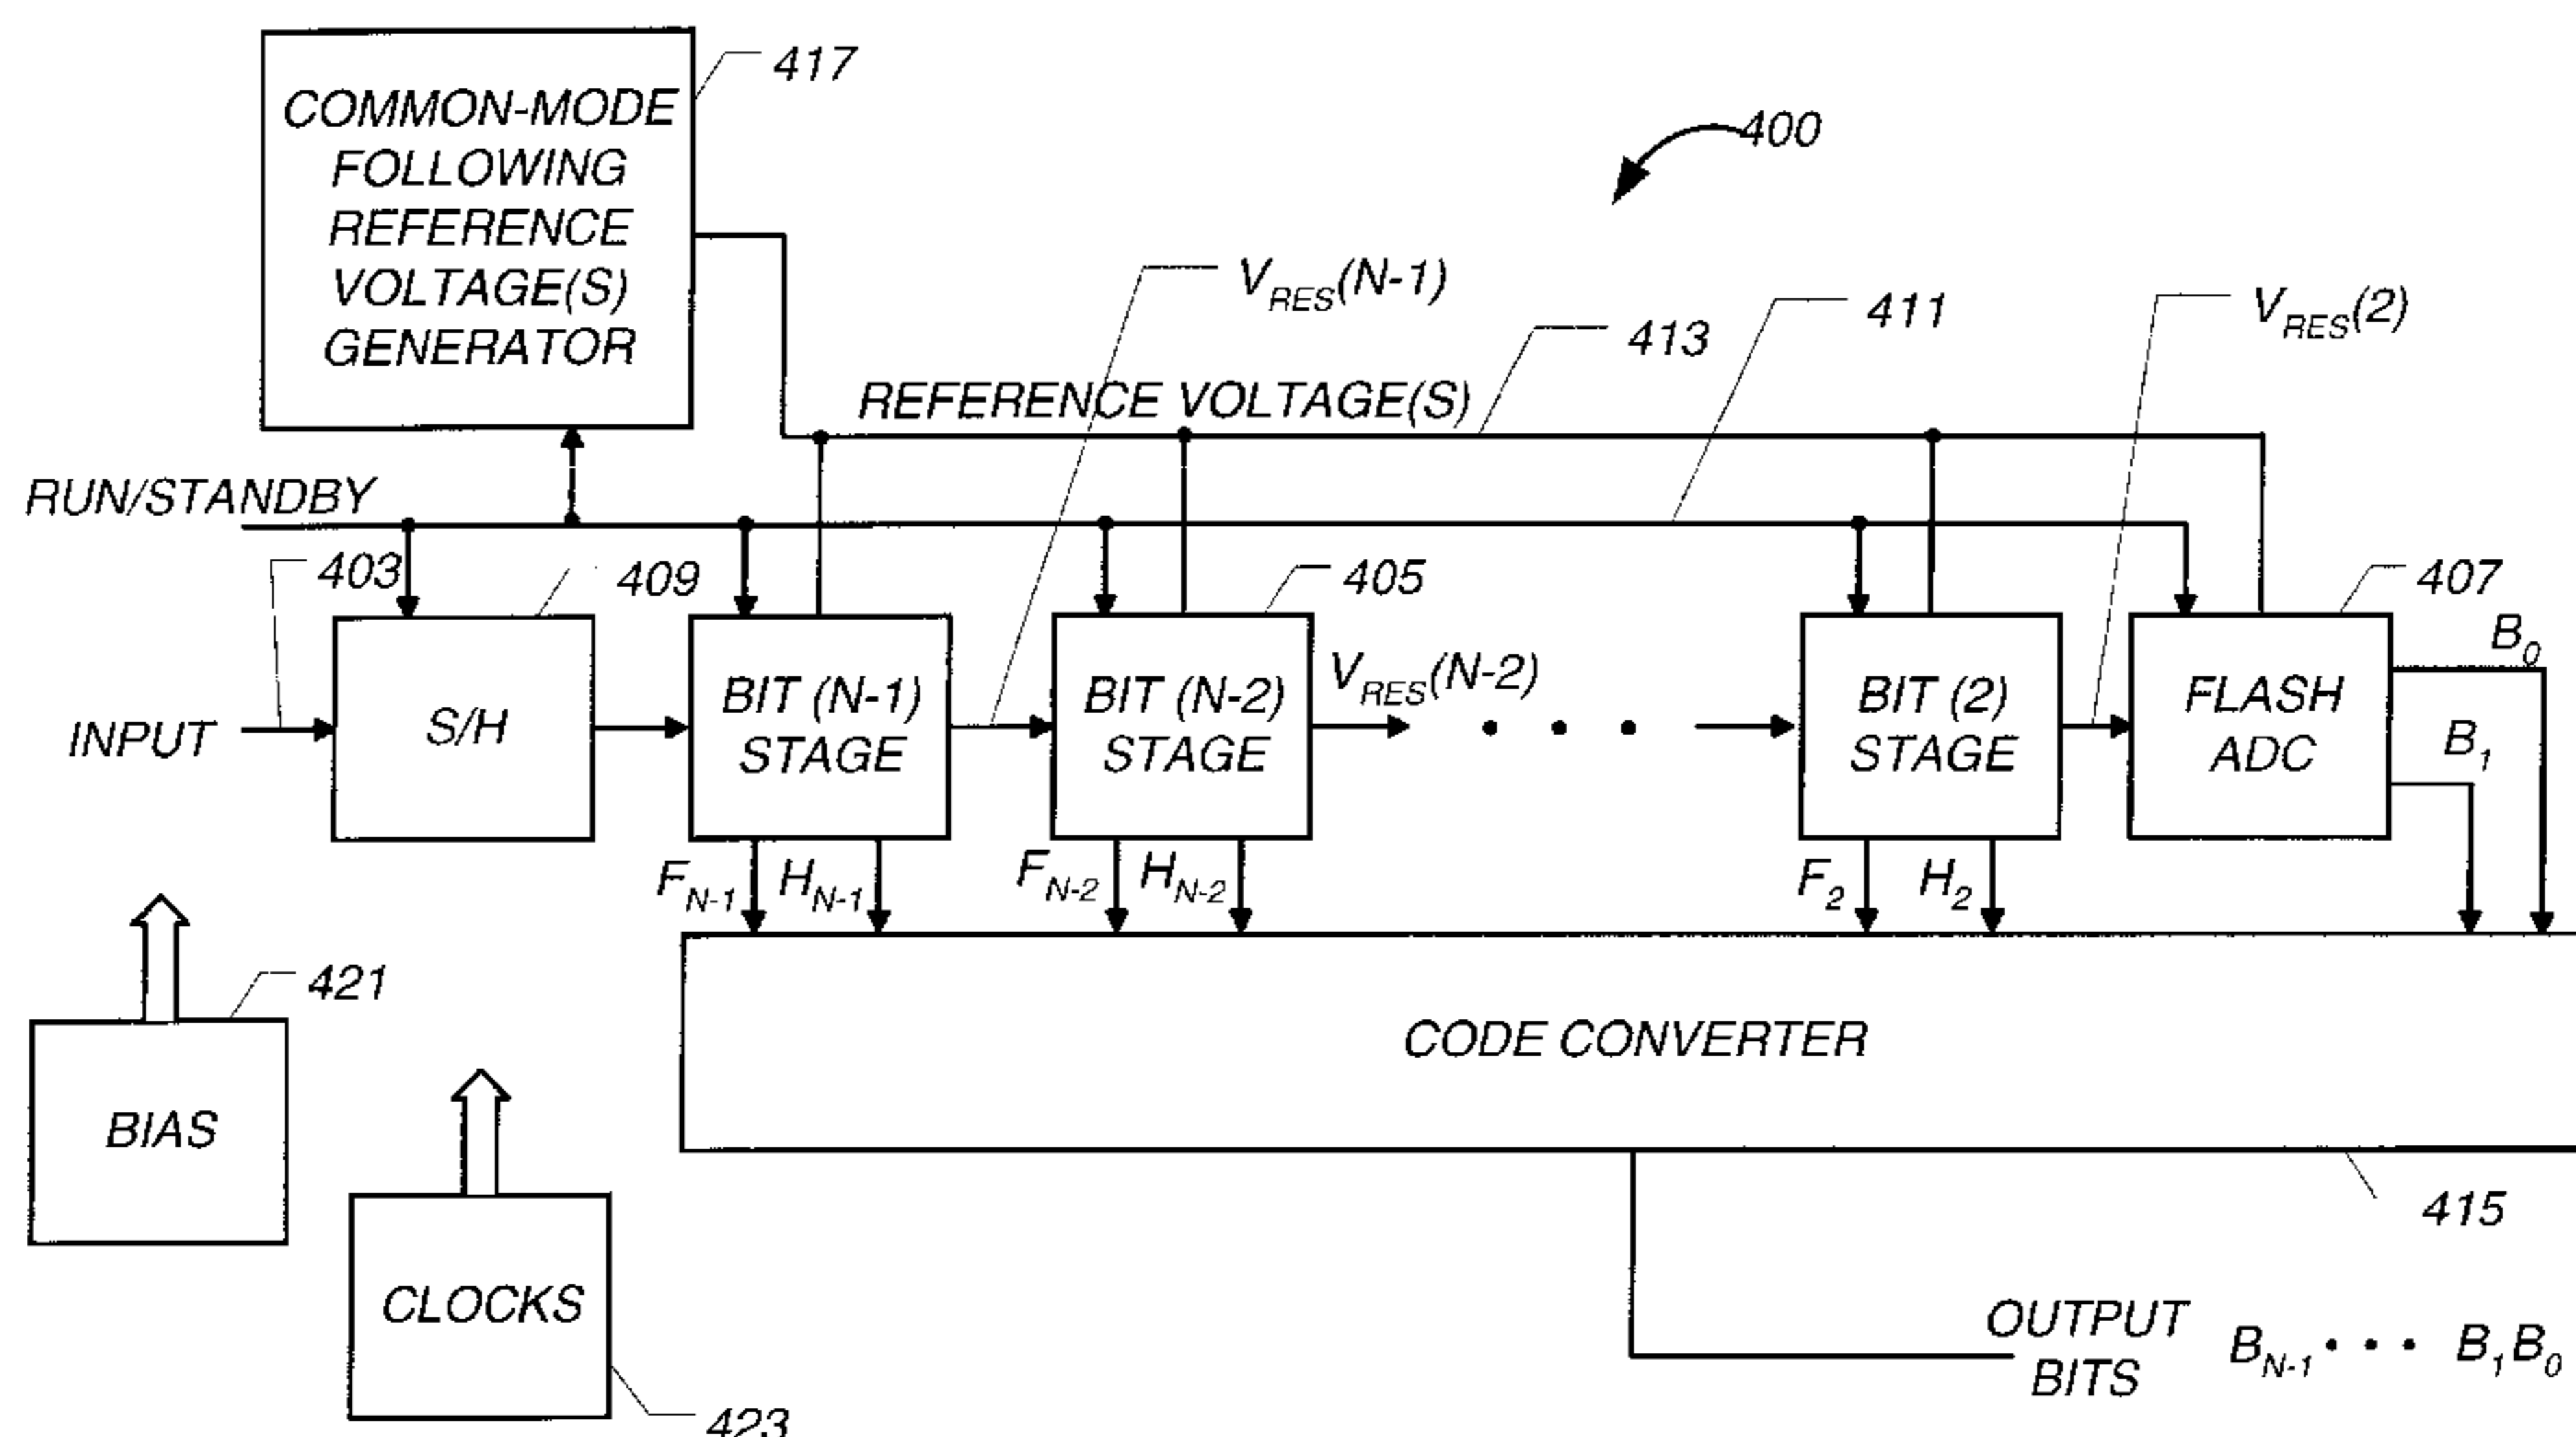 417
COMMON-MODE
FOLLOWING
REFERENCE
VOLTAGE(S)
GENERATOR
400
V_RES(N-1)
411
V_RES(2)
413
REFERENCE VOLTAGE(S)
RUN/STANDBY
403
409
405
407
B_0
INPUT
S/H
BIT (N-1)
STAGE
BIT (N-2)
STAGE
V_RES(N-2)
• • •
BIT (2)
STAGE
FLASH
ADC
B_1
F_N-1
H_N-1
F_N-2
H_N-2
F_2
H_2
421
BIAS
CODE CONVERTER
415
CLOCKS
423
OUTPUT
BITS
B_N-1 • • • B_1 B_0